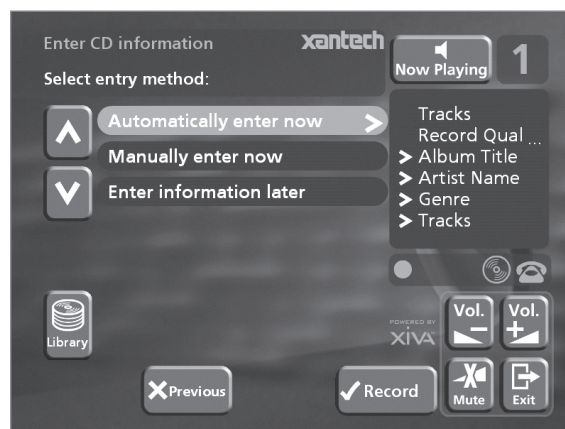 Enter CD information
xantech
Now Playing
1
Select entry method:
Automatically enter now >
Manually enter now
Enter information later
Tracks
Record Qual ...
> Album Title
> Artist Name
> Genre
> Tracks
Library
POWERED BY
XiVA
Vol.
Vol.
Previous
Record
Mute
Exit